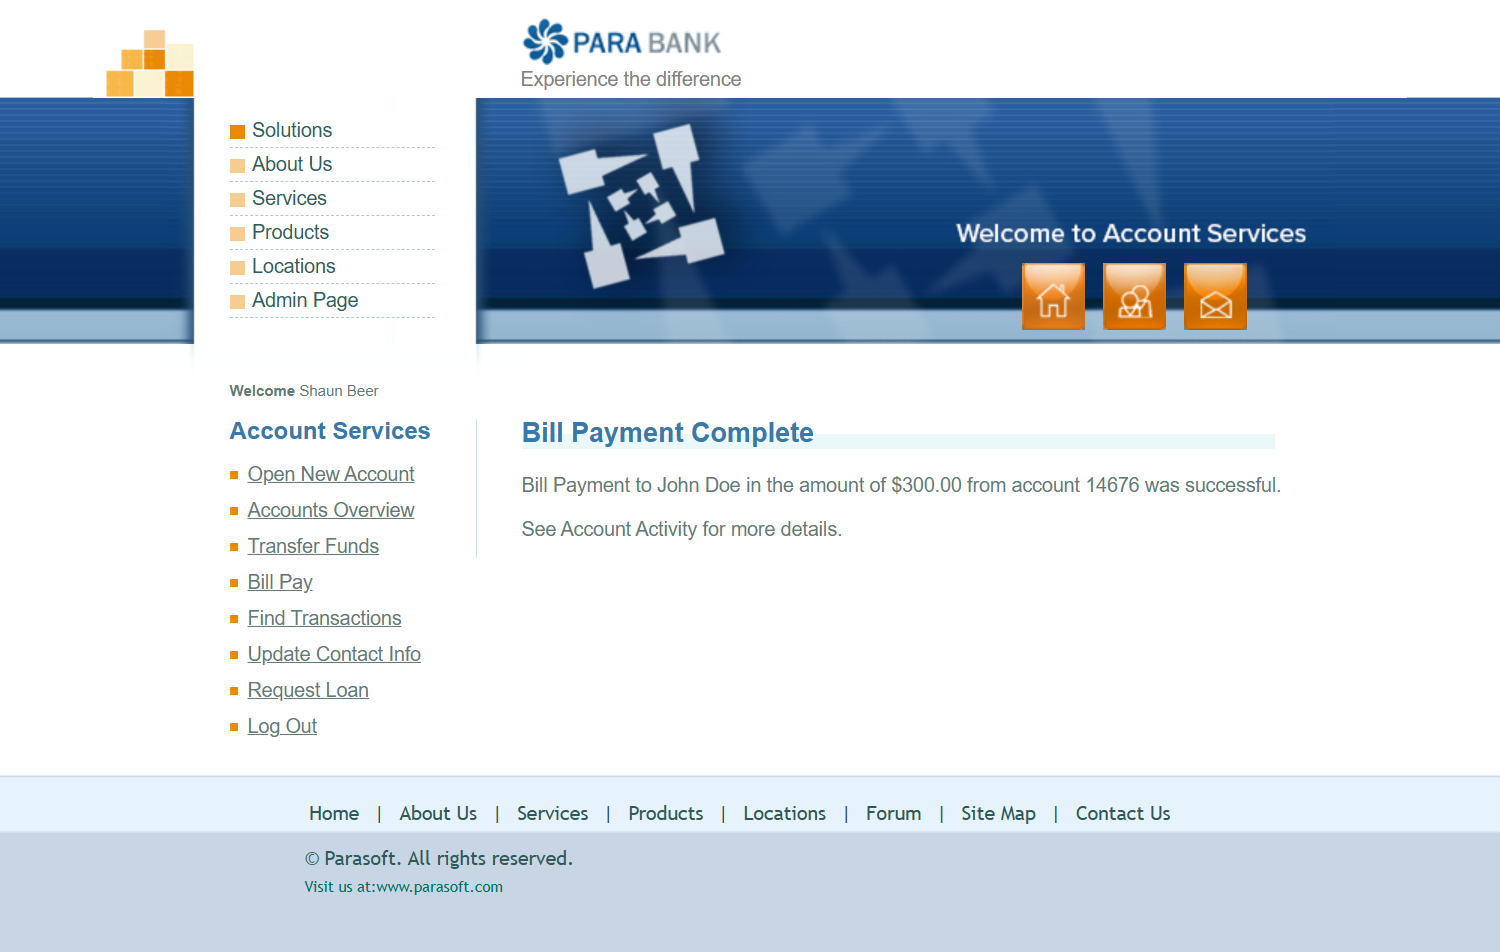 PARA BANK
Experience the difference
Solutions
About Us
Services
Products
Locations
Admin Page
Welcome to Account Services
Welcome Shaun Beer
Account Services
Open New Account
Accounts Overview
Transfer Funds
Bill Pay
Find Transactions
Update Contact Info
Request Loan
Log Out
Bill Payment Complete
Bill Payment to John Doe in the amount of $300.00 from account 14676 was successful.
See Account Activity for more details.
Home | About Us | Services | Products | Locations | Forum | Site Map | Contact Us
© Parasoft. All rights reserved.
Visit us at:www.parasoft.com